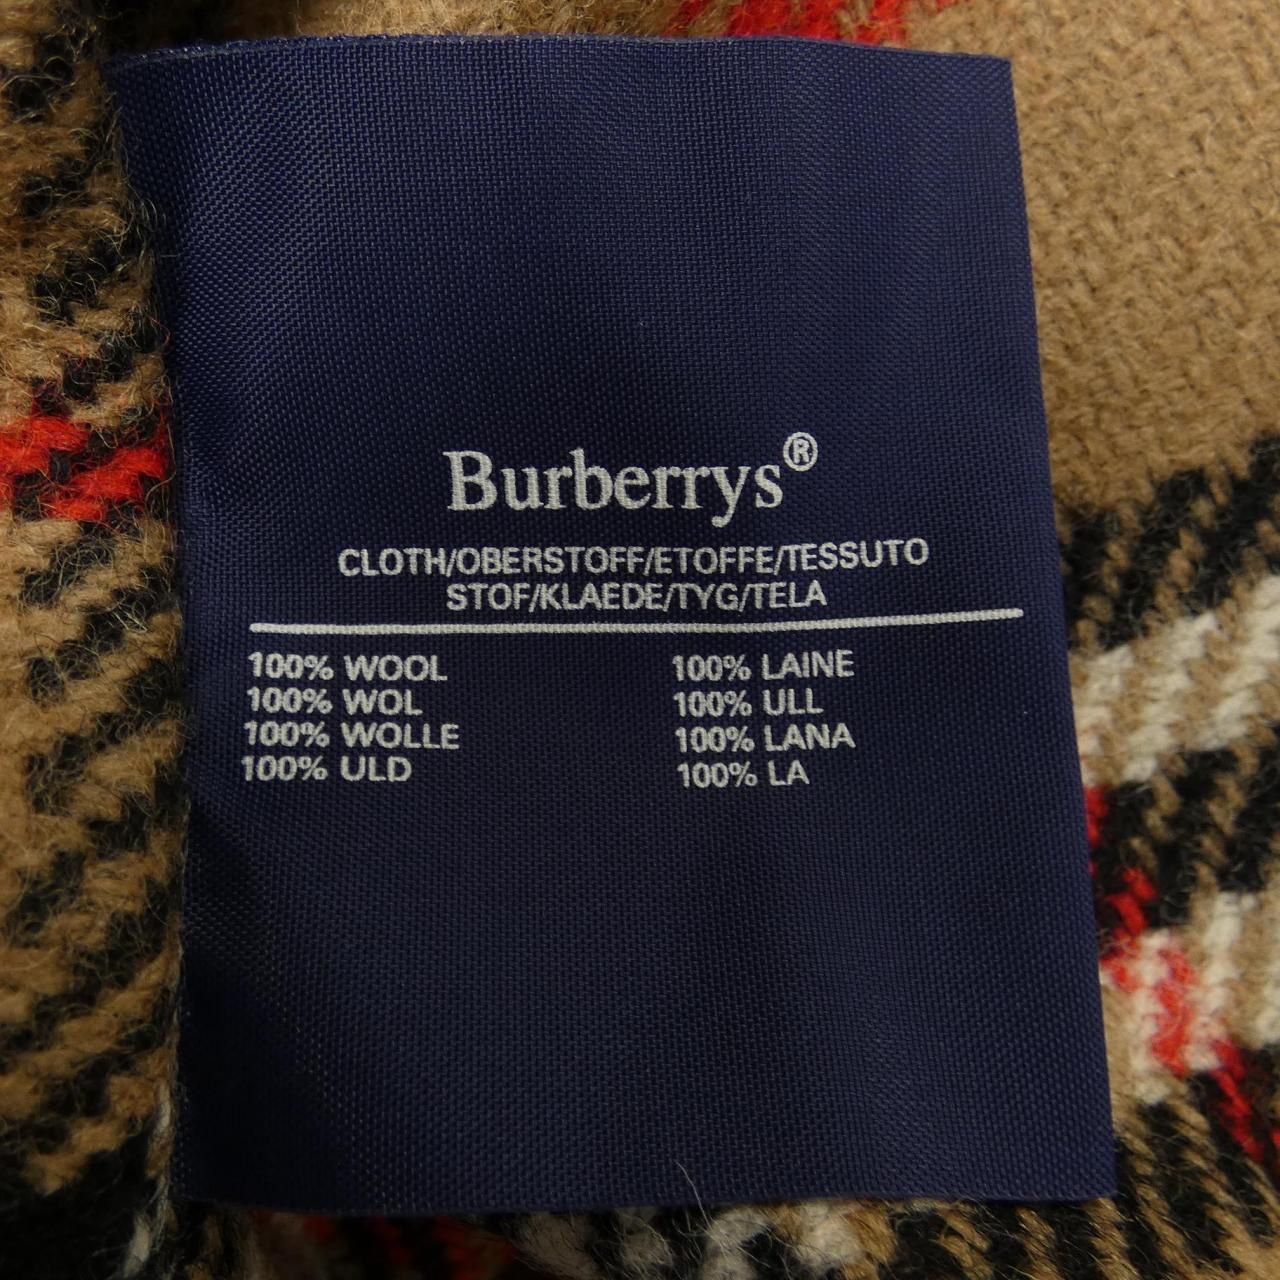 Burberrys®
CLOTH/OBERSTOFF/ETOFFE/TESSUTO
STOF/KLAEDE/TYG/TELA
100% WOOL 100% LAINE
100% WOL 100% ULL
100% WOLLE 100% LANA
100% ULD 100% LA